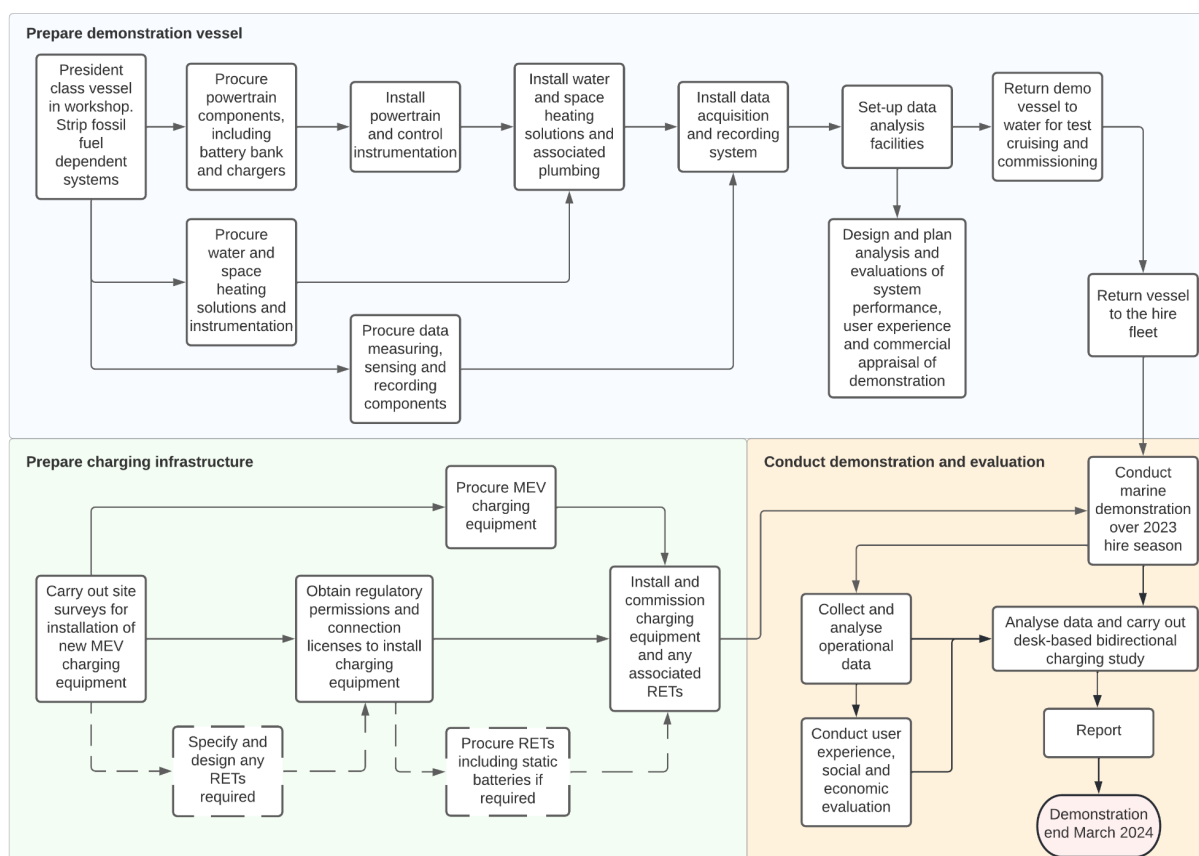 Prepare demonstration vessel
President
class vessel
in workshop.
Strip fossil
fuel
dependent
systems
Procure
powertrain
components,
including
battery bank
and chargers
Install
powertrain
and control
instrumentation
Install water
and space
heating
solutions and
associated
plumbing
Install data
acquisition
and recording
system
Set-up data
analysis
facilities
Return demo
vessel to
water for test
cruising and
commissioning
Procure
water and
space
heating
solutions and
instrumentation
Procure data
measuring,
sensing and
recording
components
Design and plan
analysis and
evaluations of
system
performance,
user experience
and commercial
appraisal of
demonstration
Return vessel
to the hire
fleet
Prepare charging infrastructure
Procure MEV
charging
equipment
Carry out site
surveys for
installation of
new MEV
charging
equipment
Obtain regulatory
permissions and
connection
licenses to install
charging
equipment
Install and
commission
charging
equipment
and any
associated
RETs
Specify and
design any
RETs
required
Procure RETs
including static
batteries if
required
Conduct demonstration and evaluation
Conduct
marine
demonstration
over 2023
hire season
Collect and
analyse
operational
data
Analyse data and carry out
desk-based bidirectional
charging study
Conduct user
experience,
social and
economic
evaluation
Report
Demonstration
end March 2024